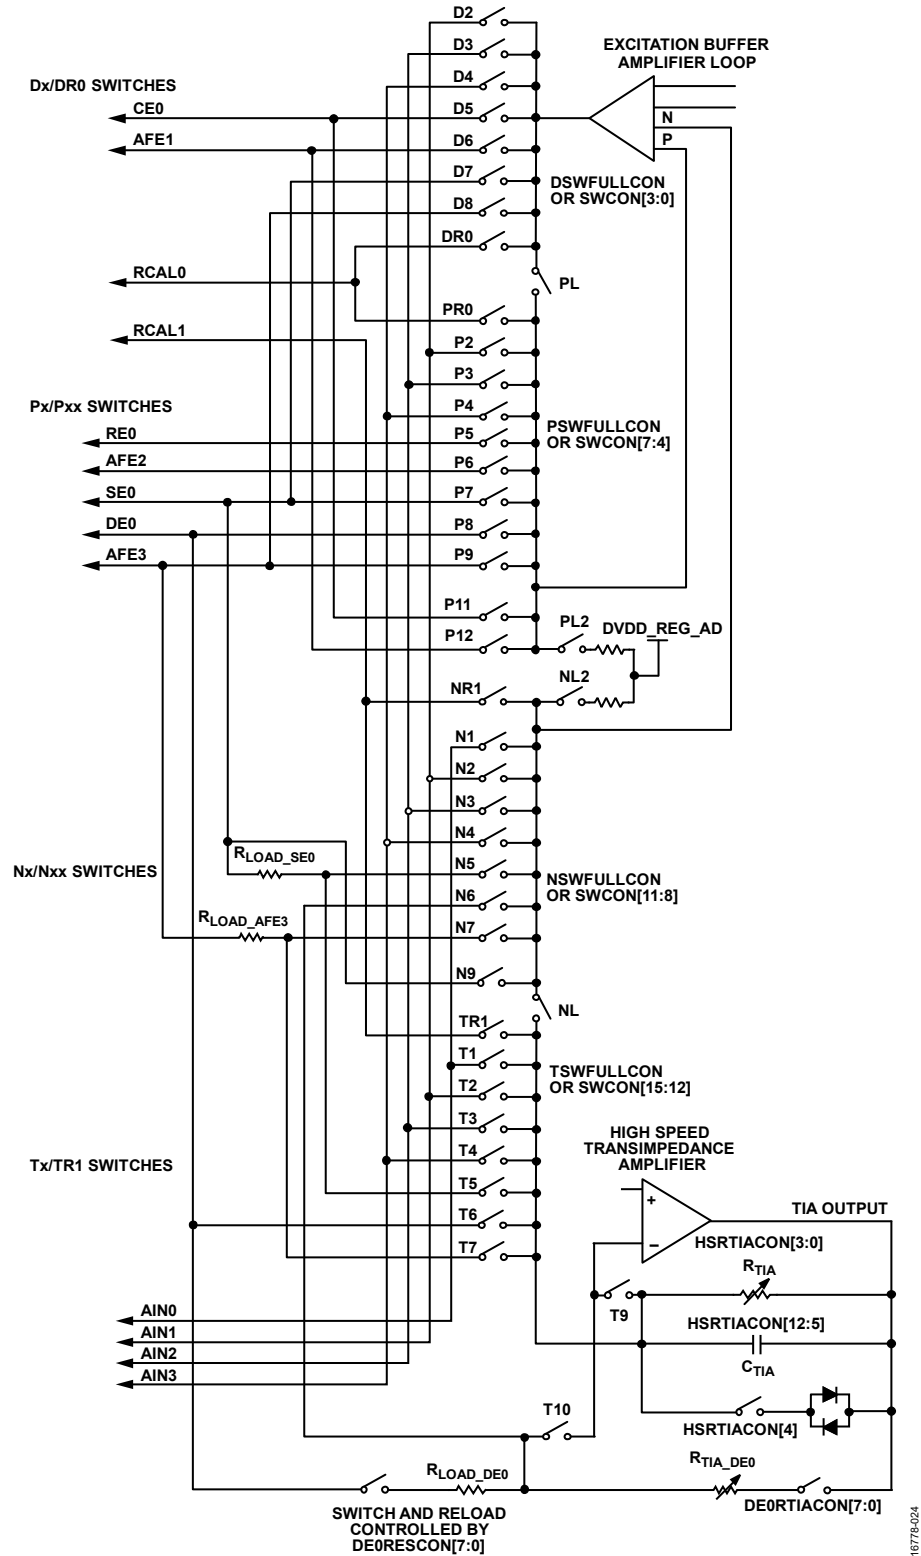 D2
EXCITATION BUFFER
AMPLIFIER LOOP
D3
Dx/DR0 SWITCHES
D4
CE0
D5
N
AFE1
D6
P
D7
DSWFULLCON
OR SWCON[3:0]
D8
DR0
RCAL0
PL
PR0
RCAL1
P2
P3
Px/Pxx SWITCHES
P4
PSWFULLCON
OR SWCON[7:4]
RE0
P5
AFE2
P6
SE0
P7
DE0
P8
AFE3
P9
P11
PL2
DVDD_REG_AD
P12
NL2
NR1
N1
N2
N3
N4
RLOAD_SE0
Nx/Nxx SWITCHES
N5
NSWFULLCON
OR SWCON[11:8]
N6
RLOAD_AFE3
N7
N9
NL
TR1
T1
TSWFULLCON
OR SWCON[15:12]
T2
T3
HIGH SPEED
TRANSIMPEDANCE
AMPLIFIER
T4
Tx/TR1 SWITCHES
T5
+
TIA OUTPUT
T6
HSRTIACON[3:0]
T7
–
RTIA
T9
AIN0
HSRTIACON[12:5]
AIN1
AIN2
CTIA
AIN3
T10
HSRTIACON[4]
RLOAD_DE0
RTIA_DE0
DE0RTIACON[7:0]
SWITCH AND RELOAD
CONTROLLED BY
DE0RESCON[7:0]
16778-024